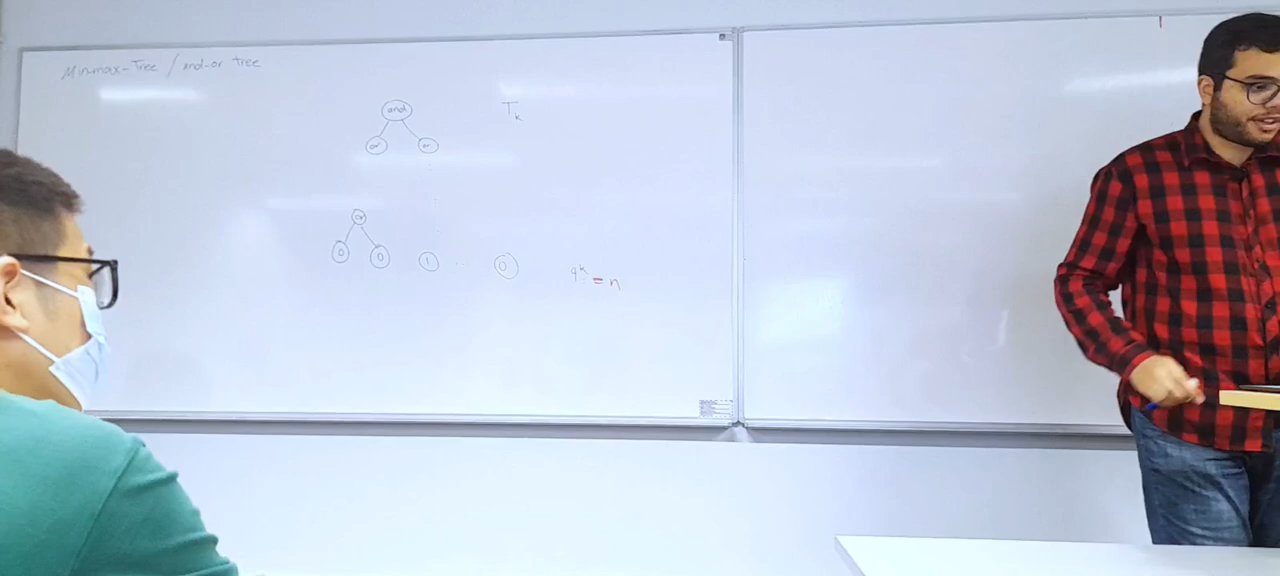 Min-max-Tree / and-or tree
and
T_k
or or
or
0 0 1 .. 0
4^k = n